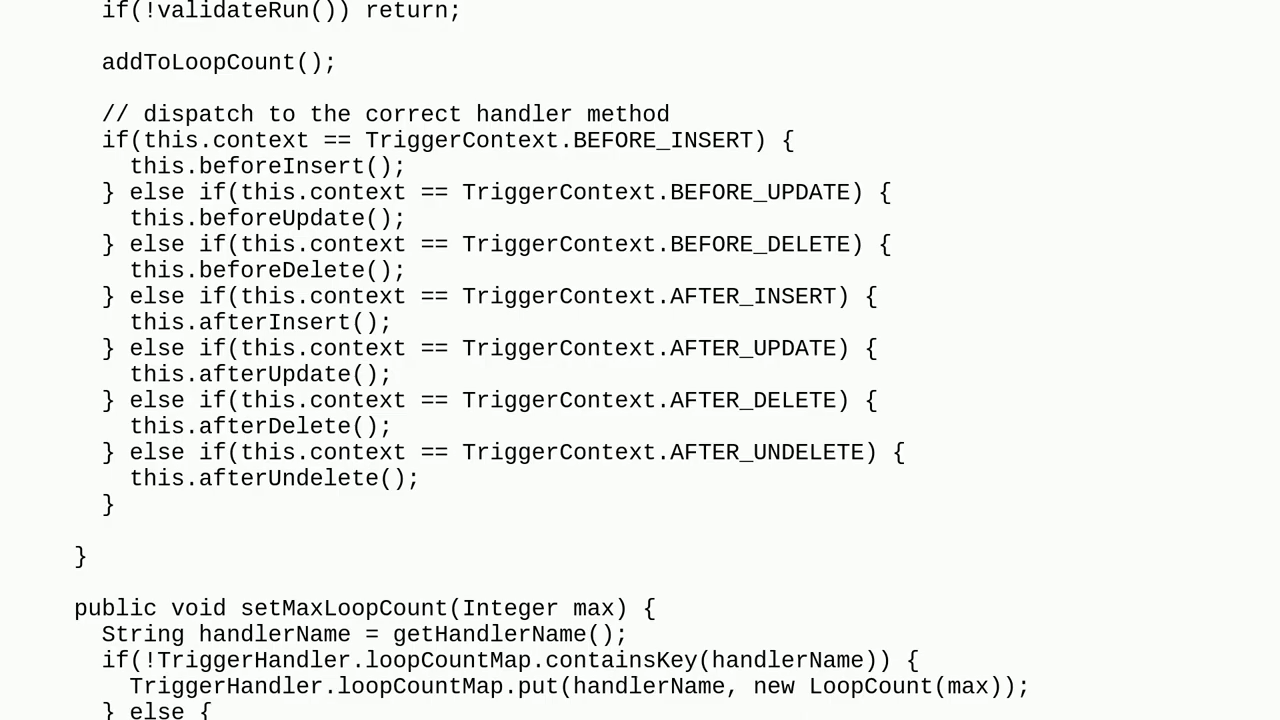 if(!validateRun()) return;
addToLoopCount();
// dispatch to the correct handler method
if(this.context == TriggerContext.BEFORE_INSERT) {
this.beforeInsert();
} else if(this.context == TriggerContext.BEFORE_UPDATE) {
this.beforeUpdate();
} else if(this.context == TriggerContext.BEFORE_DELETE) {
this.beforeDelete();
} else if(this.context == TriggerContext.AFTER_INSERT) {
this.afterInsert();
} else if(this.context == TriggerContext.AFTER_UPDATE) {
this.afterUpdate();
} else if(this.context == TriggerContext.AFTER_DELETE) {
this.afterDelete();
} else if(this.context == TriggerContext.AFTER_UNDELETE) {
this.afterUndelete();
}
}
public void setMaxLoopCount(Integer max) {
String handlerName = getHandlerName();
if(!TriggerHandler.loopCountMap.containsKey(handlerName)) {
TriggerHandler.loopCountMap.put(handlerName, new LoopCount(max));
} else {